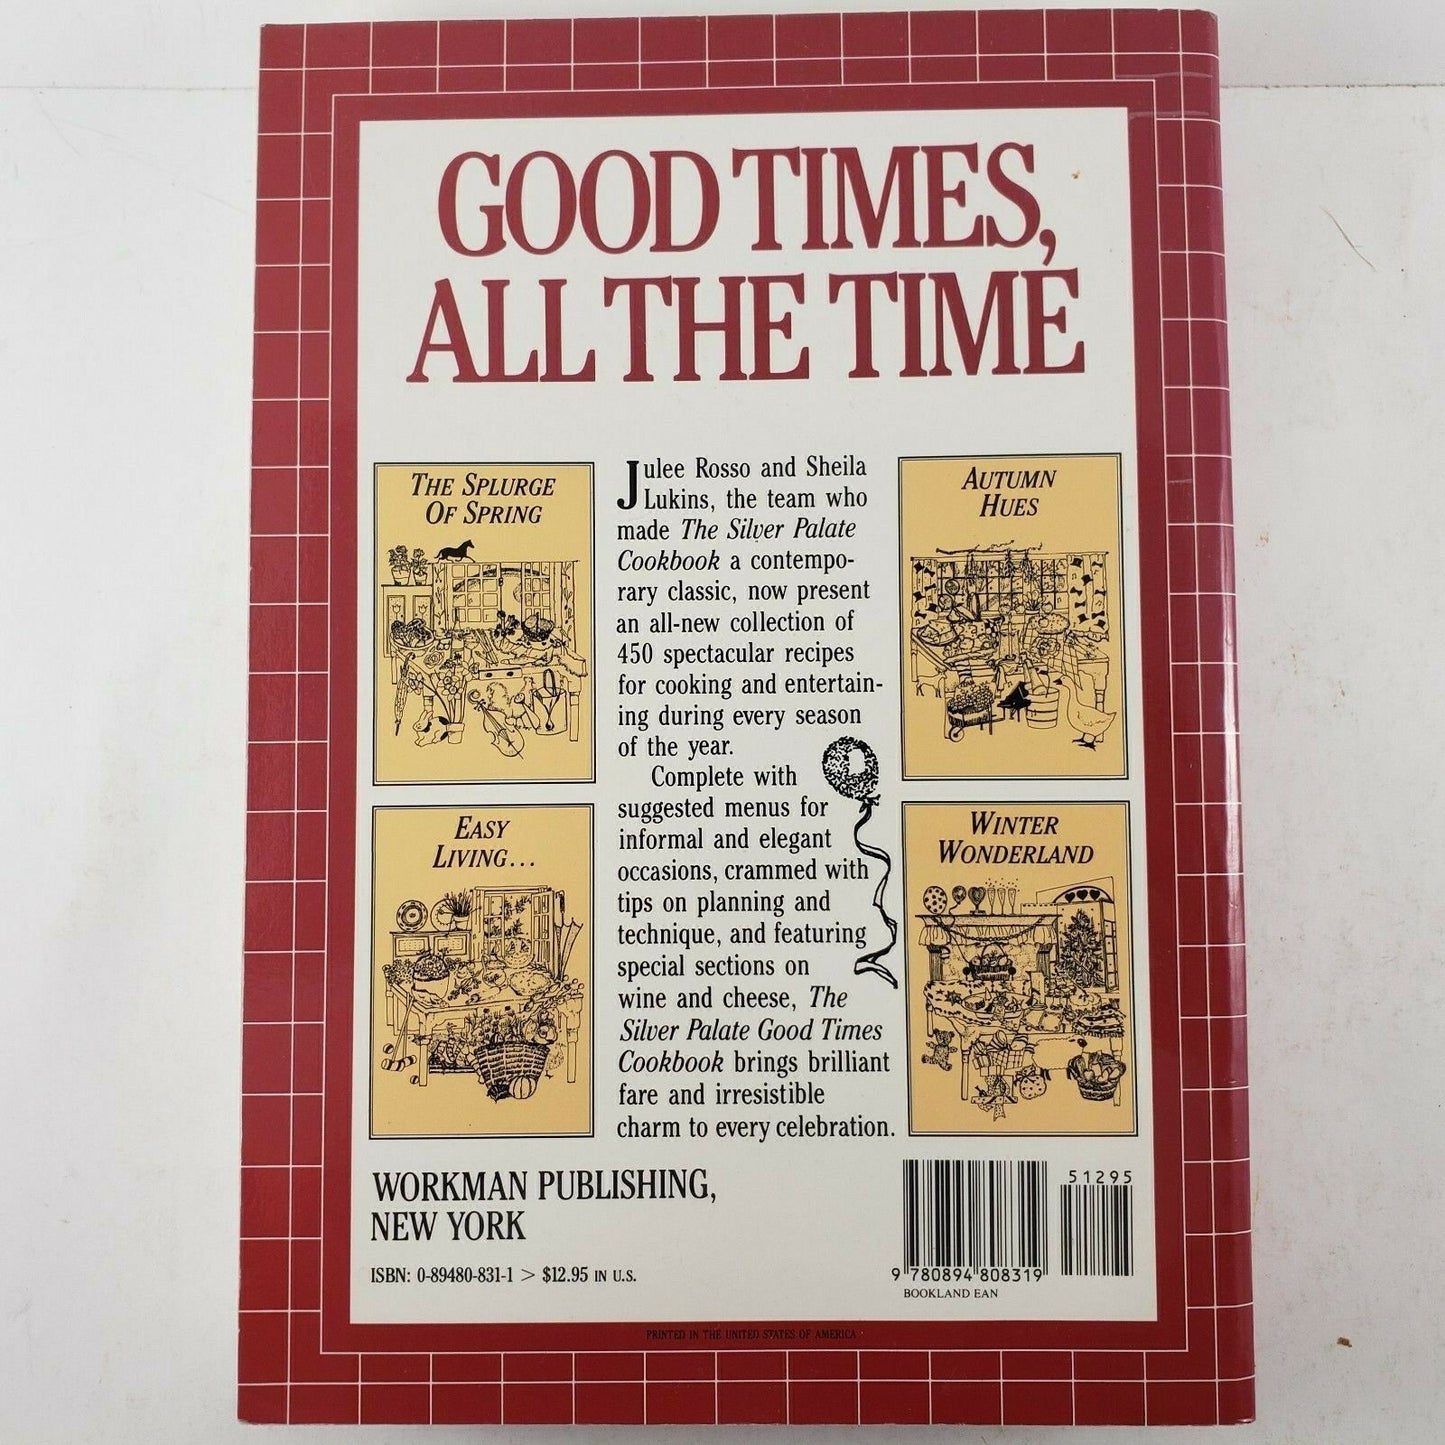 GOOD TIMES,
ALL THE TIME
THE SPLURGE
OF SPRING
EASY
LIVING...
Julee Rosso and Sheila
Lukins, the team who
made The Silver Palate
Cookbook a contempo-
rary classic, now present
an all-new collection of
450 spectacular recipes
for cooking and entertain-
ing during every season
of the year.
Complete with
suggested menus for
informal and elegant
occasions, crammed with
tips on planning and
technique, and featuring
special sections on
wine and cheese, The
Silver Palate Good Times
Cookbook brings brilliant
fare and irresistible
charm to every celebration.
AUTUMN
HUES
WINTER
WONDERLAND
WORKMAN PUBLISHING,
NEW YORK
ISBN: 0-89480-831-1 > $12.95 IN U.S.
51295
9 780894 808319
BOOKLAND EAN
PRINTED IN THE UNITED STATES OF AMERICA